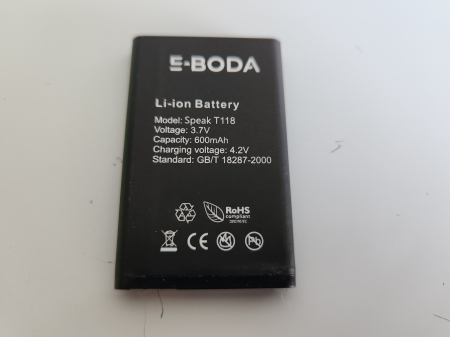 E-BODA
Li-ion Battery
Model: Speak T118
Voltage: 3.7V
Capacity: 600mAh
Charging voltage: 4.2V
Standard: GB/T 18287-2000
RoHS
compliant
CE
Pb